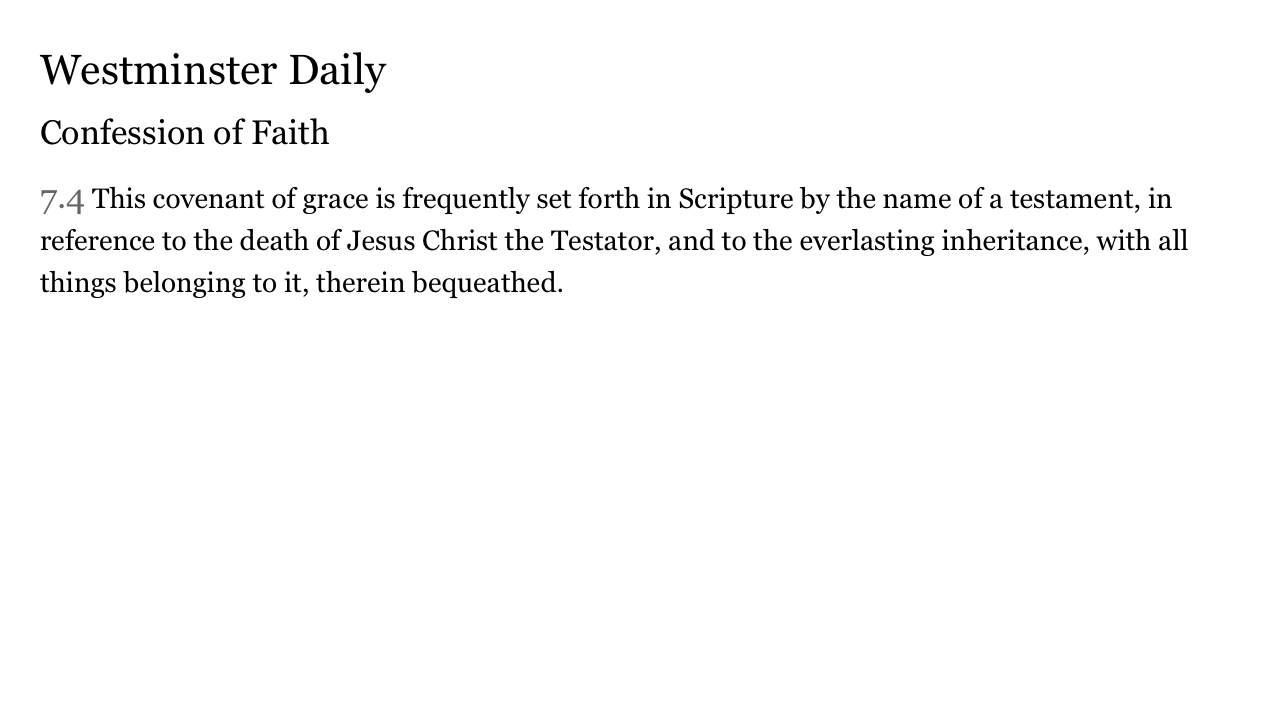 Westminster Daily
Confession of Faith
7.4 This covenant of grace is frequently set forth in Scripture by the name of a testament, in
reference to the death of Jesus Christ the Testator, and to the everlasting inheritance, with all
things belonging to it, therein bequeathed.